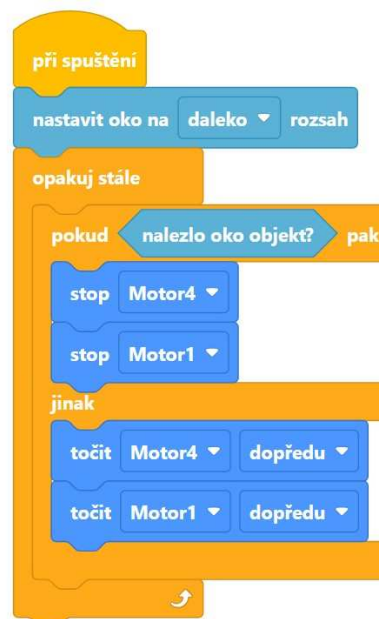 při spuštění
nastavit oko na daleko rozsah
opakuj stále
pokud nalezlo oko objekt? pak
stop Motor4
stop Motor1
jinak
točit Motor4 dopředu
točit Motor1 dopředu